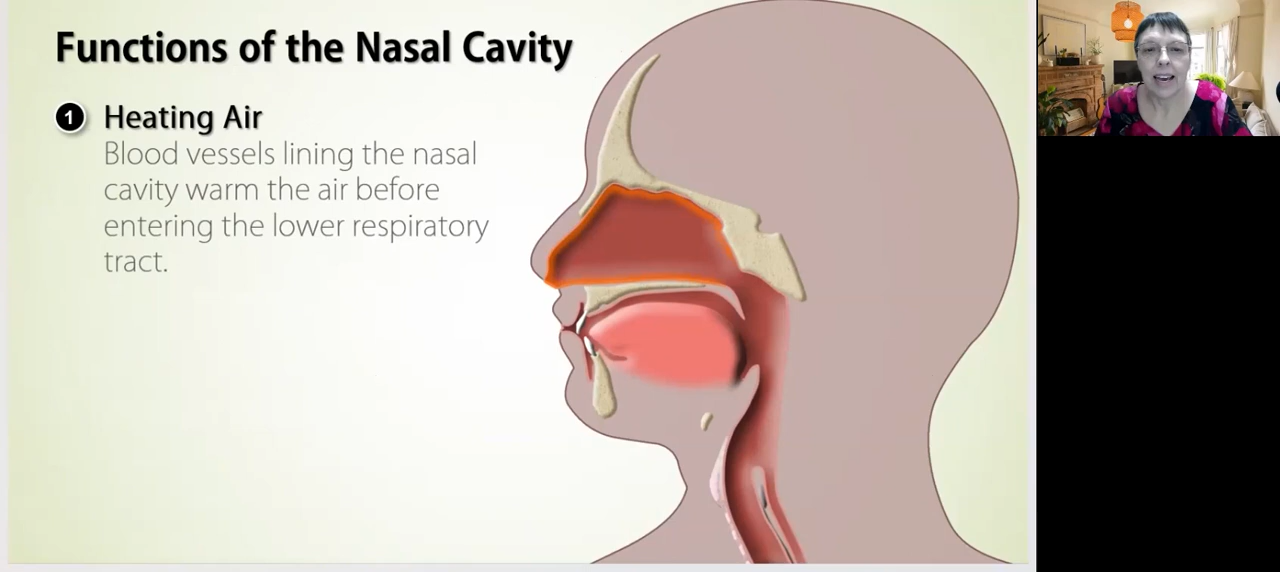 Functions of the Nasal Cavity
1 Heating Air
Blood vessels lining the nasal
cavity warm the air before
entering the lower respiratory
tract.